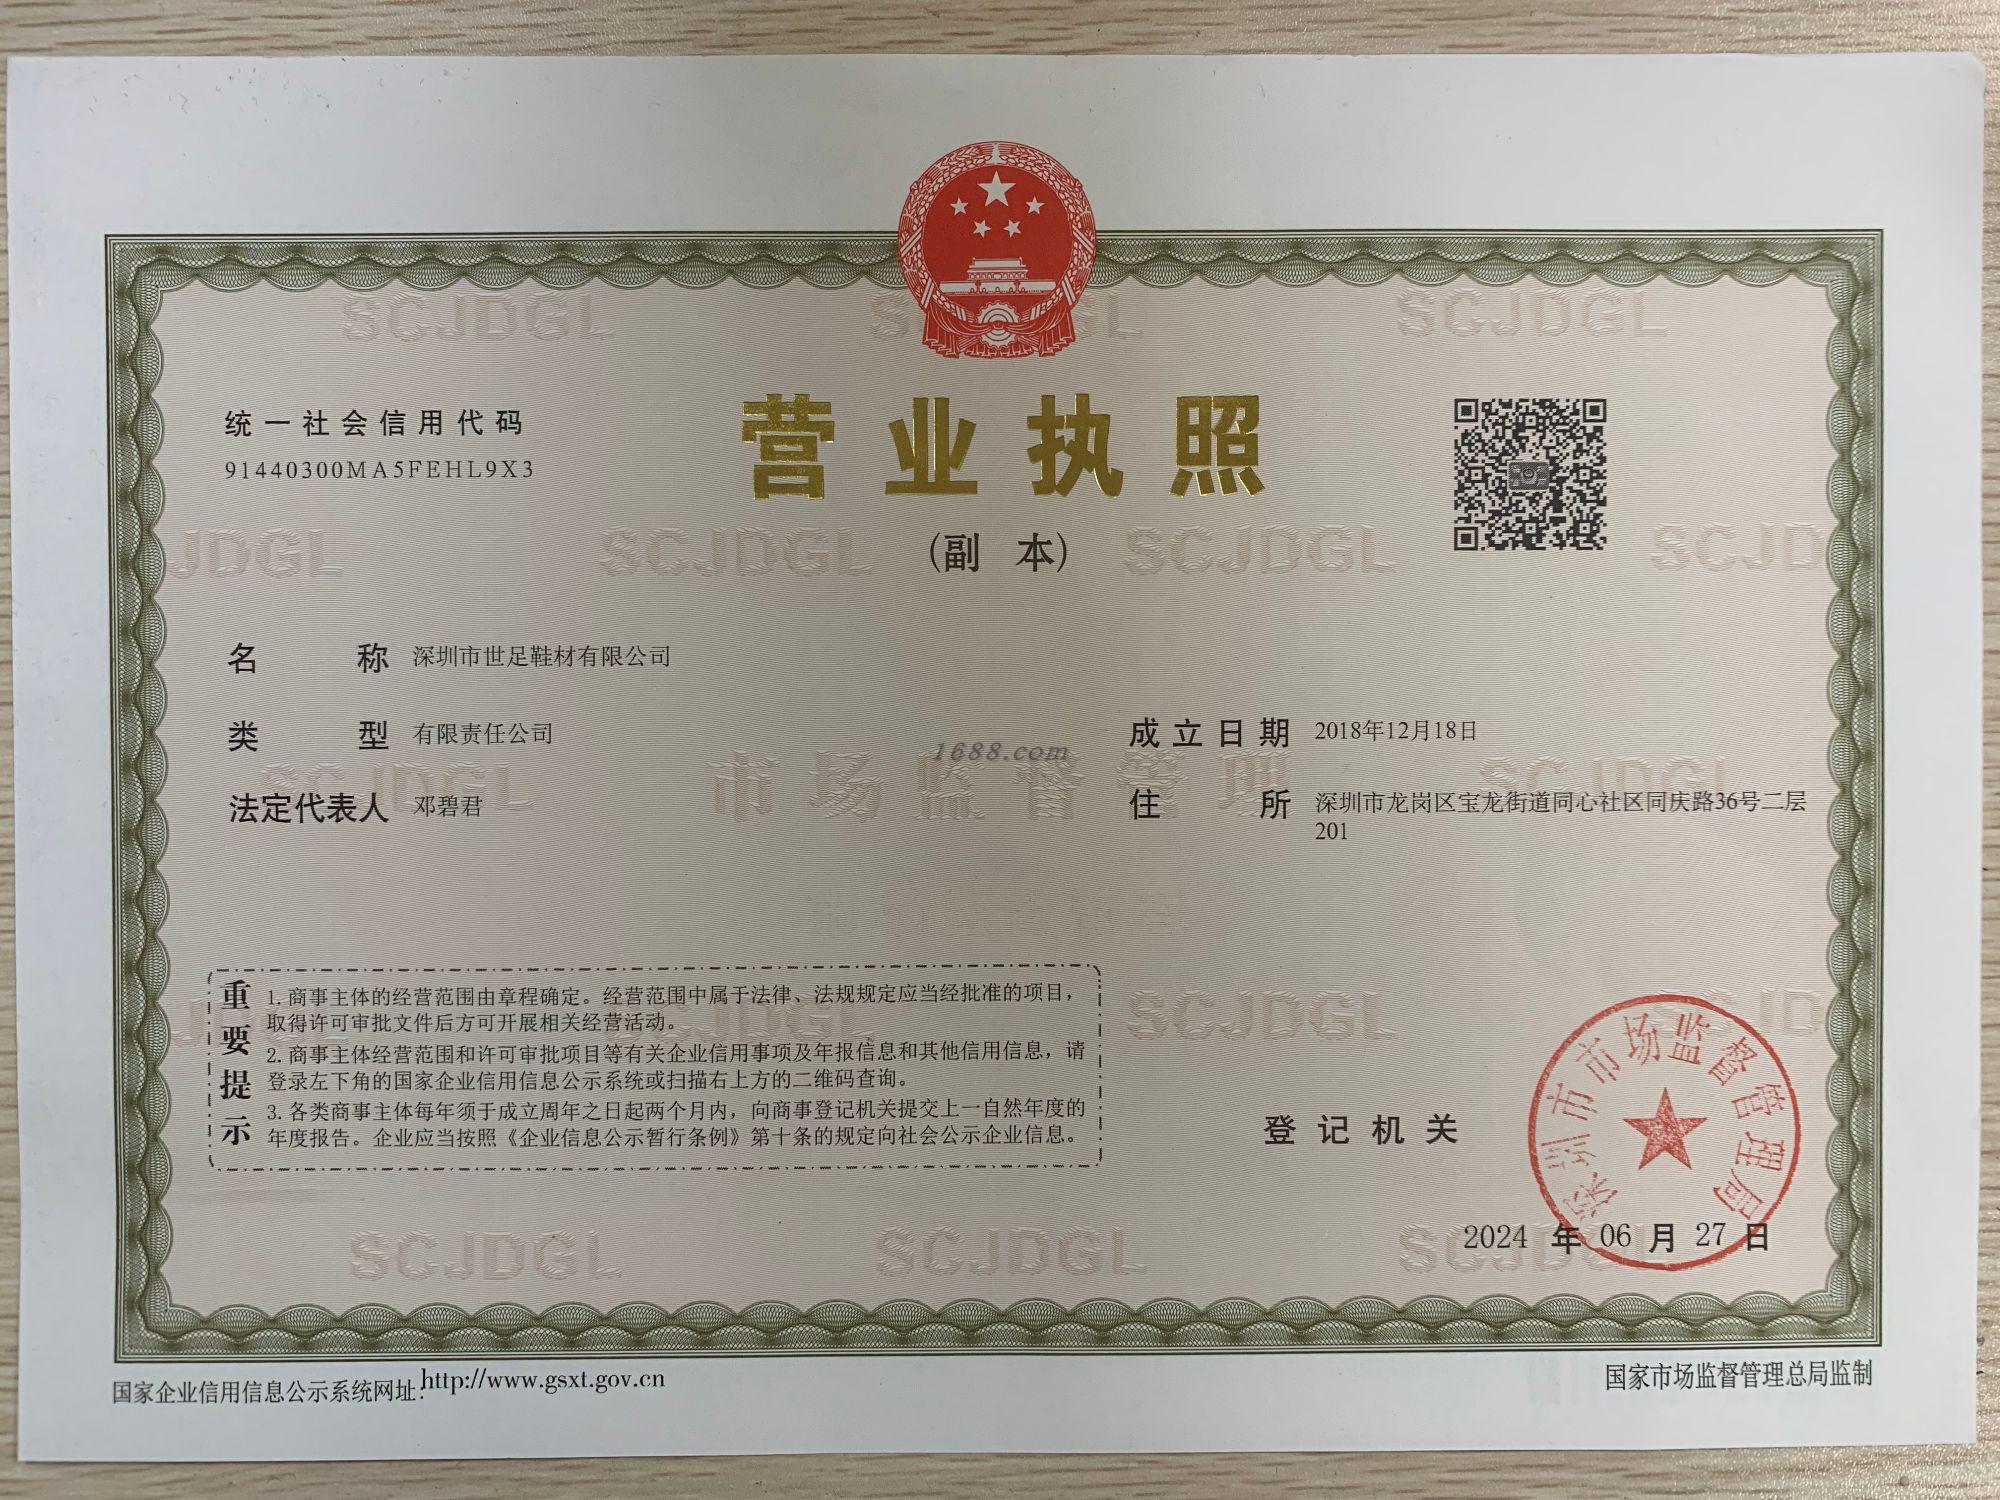 营业执照
(副 本)
统一社会信用代码
91440300MA5FEHL9X3
名 称 深圳市世足鞋材有限公司
类 型 有限责任公司
法定代表人 邓碧君
成立日期 2018年12月18日
住 所 深圳市龙岗区宝龙街道同心社区同庆路36号二层
201
1688.com
重要提示
1.商事主体的经营范围由章程确定。经营范围中属于法律、法规规定应当经批准的项目，
取得许可审批文件后方可开展相关经营活动。
2.商事主体经营范围和许可审批项目等有关企业信用事项及年报信息和其他信用信息，请
登录左下角的国家企业信用信息公示系统或扫描右上方的二维码查询。
3.各类商事主体每年须于成立周年之日起两个月内，向商事登记机关提交上一自然年度的
年度报告。企业应当按照《企业信息公示暂行条例》第十条的规定向社会公示企业信息。
登记机关
深圳市市场监督管理局
2024 年 06 月 27 日
国家企业信用信息公示系统网址:http://www.gsxt.gov.cn
国家市场监督管理总局监制
SCJDGL
市场监督管理